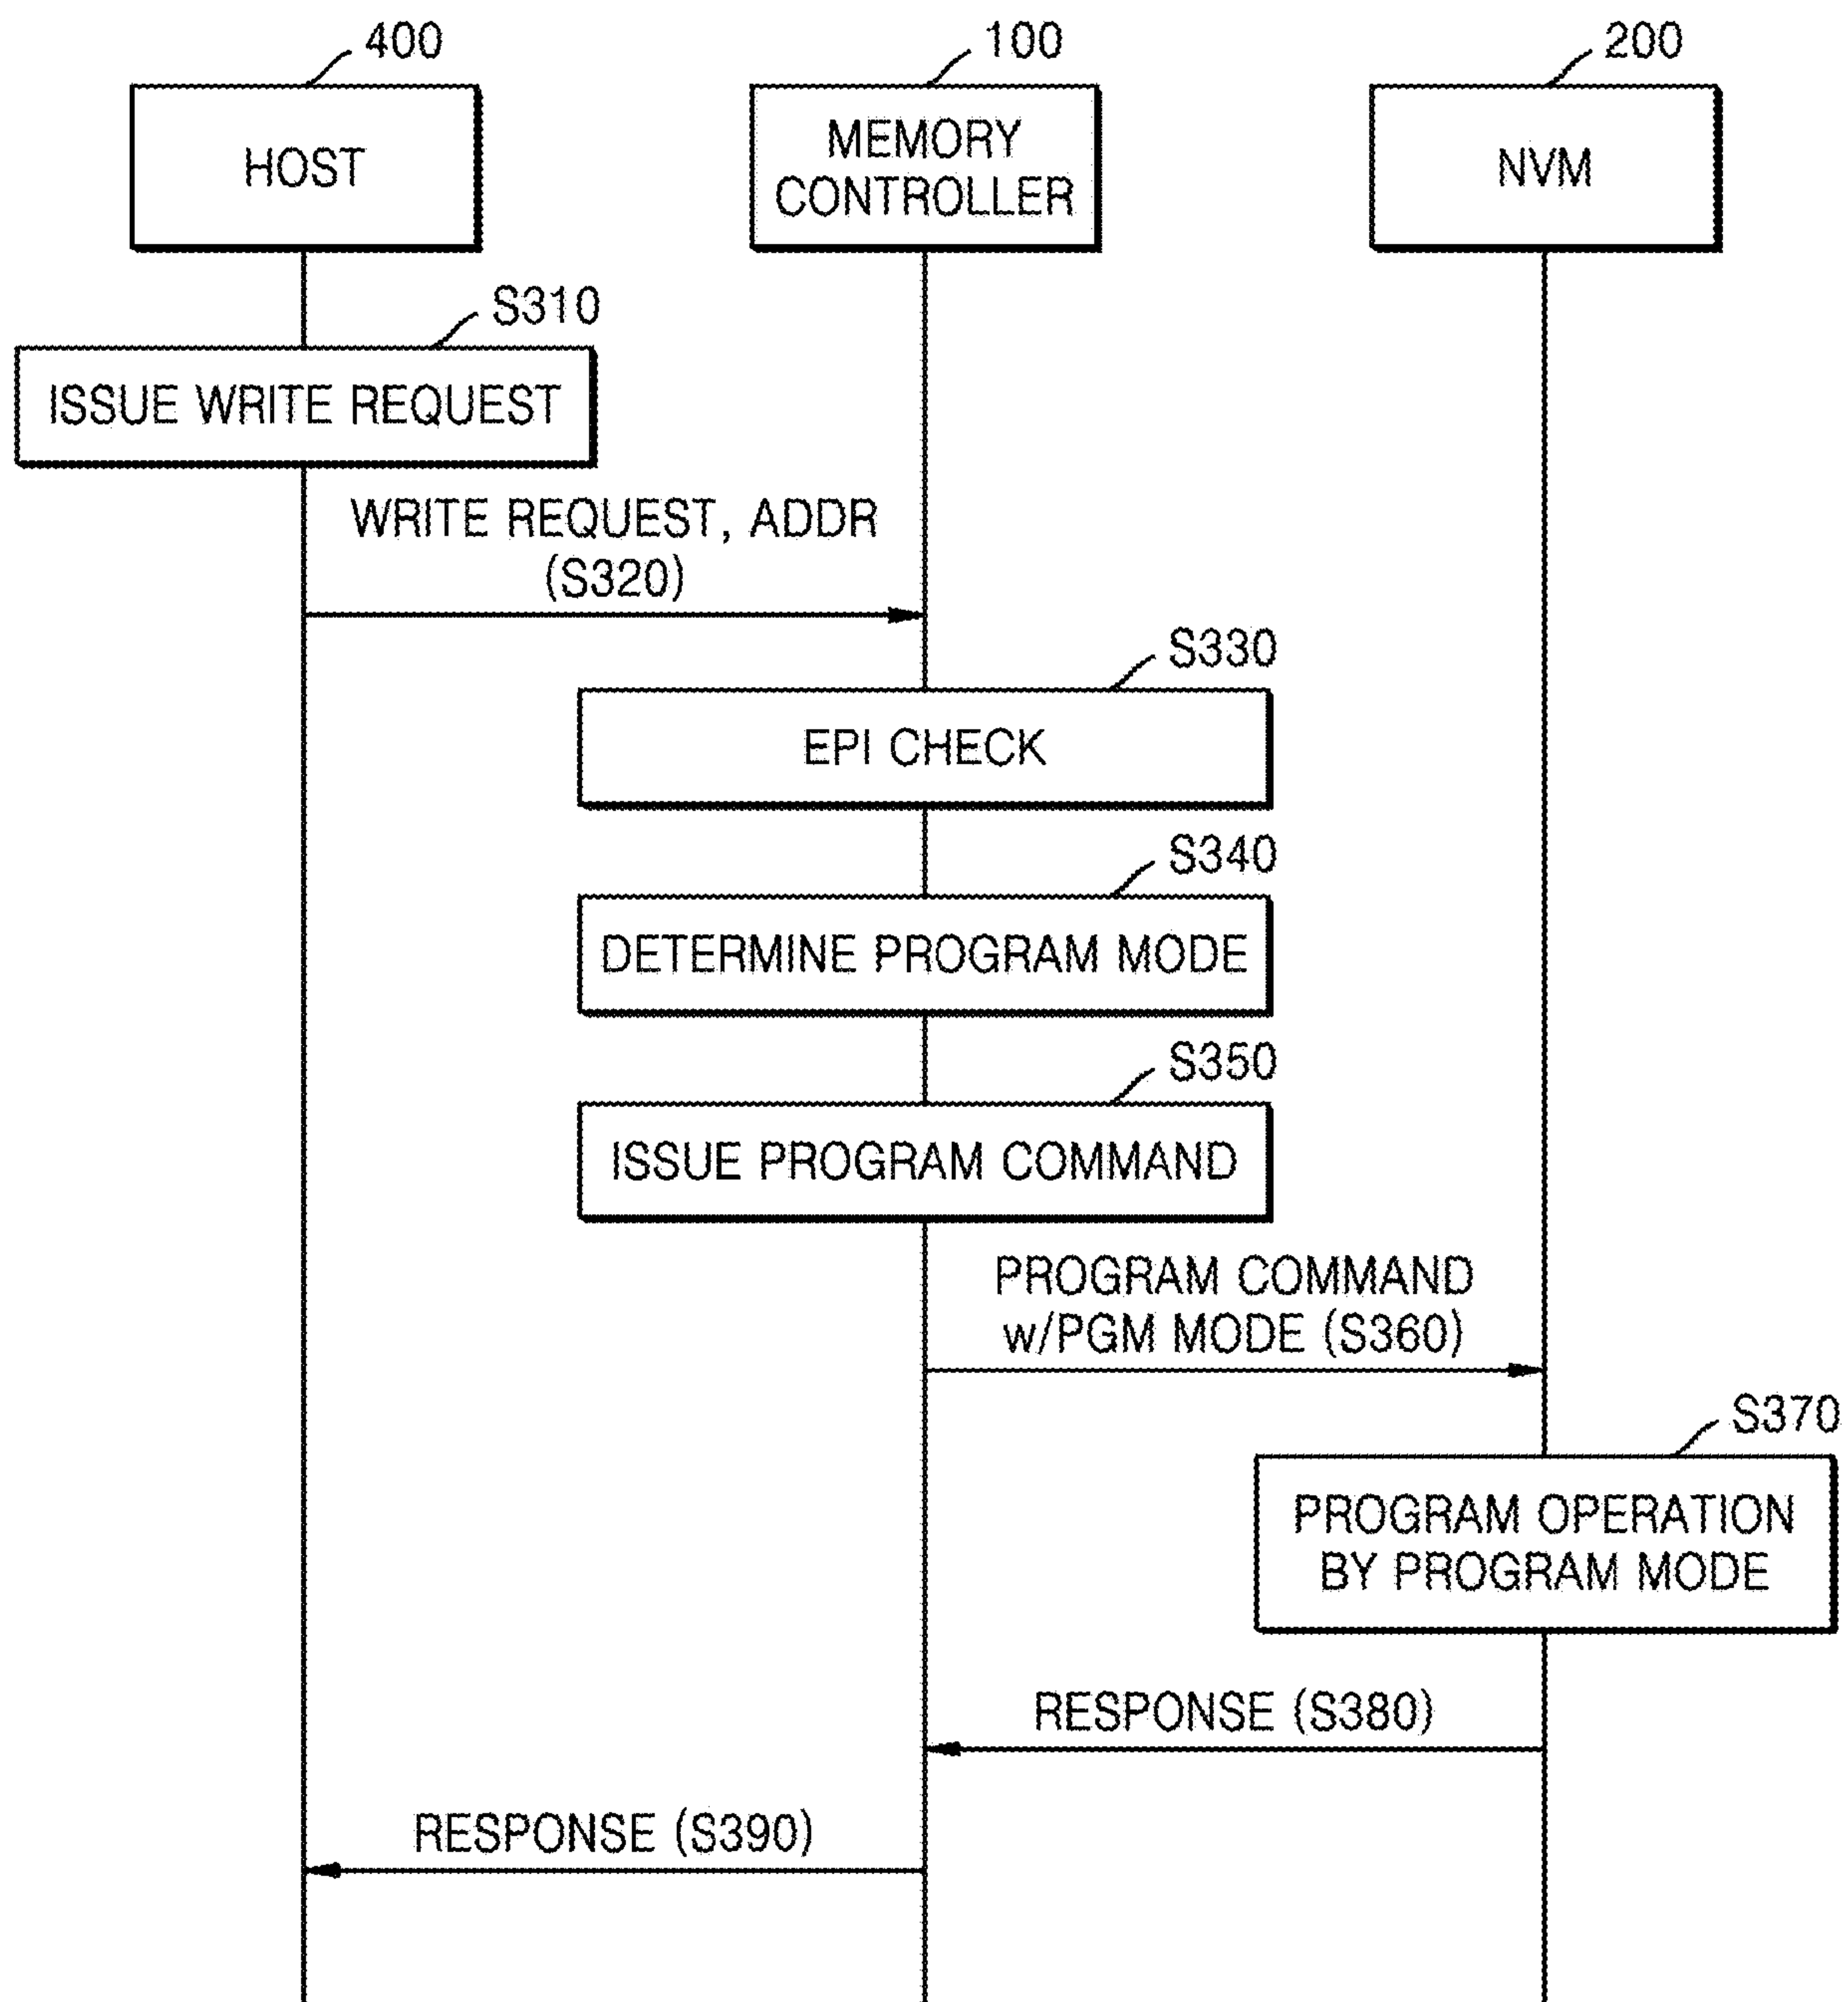 400
100
200
HOST
MEMORY
CONTROLLER
NVM
S310
ISSUE WRITE REQUEST
WRITE REQUEST, ADDR
(S320)
S330
EPI CHECK
S340
DETERMINE PROGRAM MODE
S350
ISSUE PROGRAM COMMAND
PROGRAM COMMAND
w/PGM MODE (S360)
S370
PROGRAM OPERATION
BY PROGRAM MODE
RESPONSE (S380)
RESPONSE (S390)